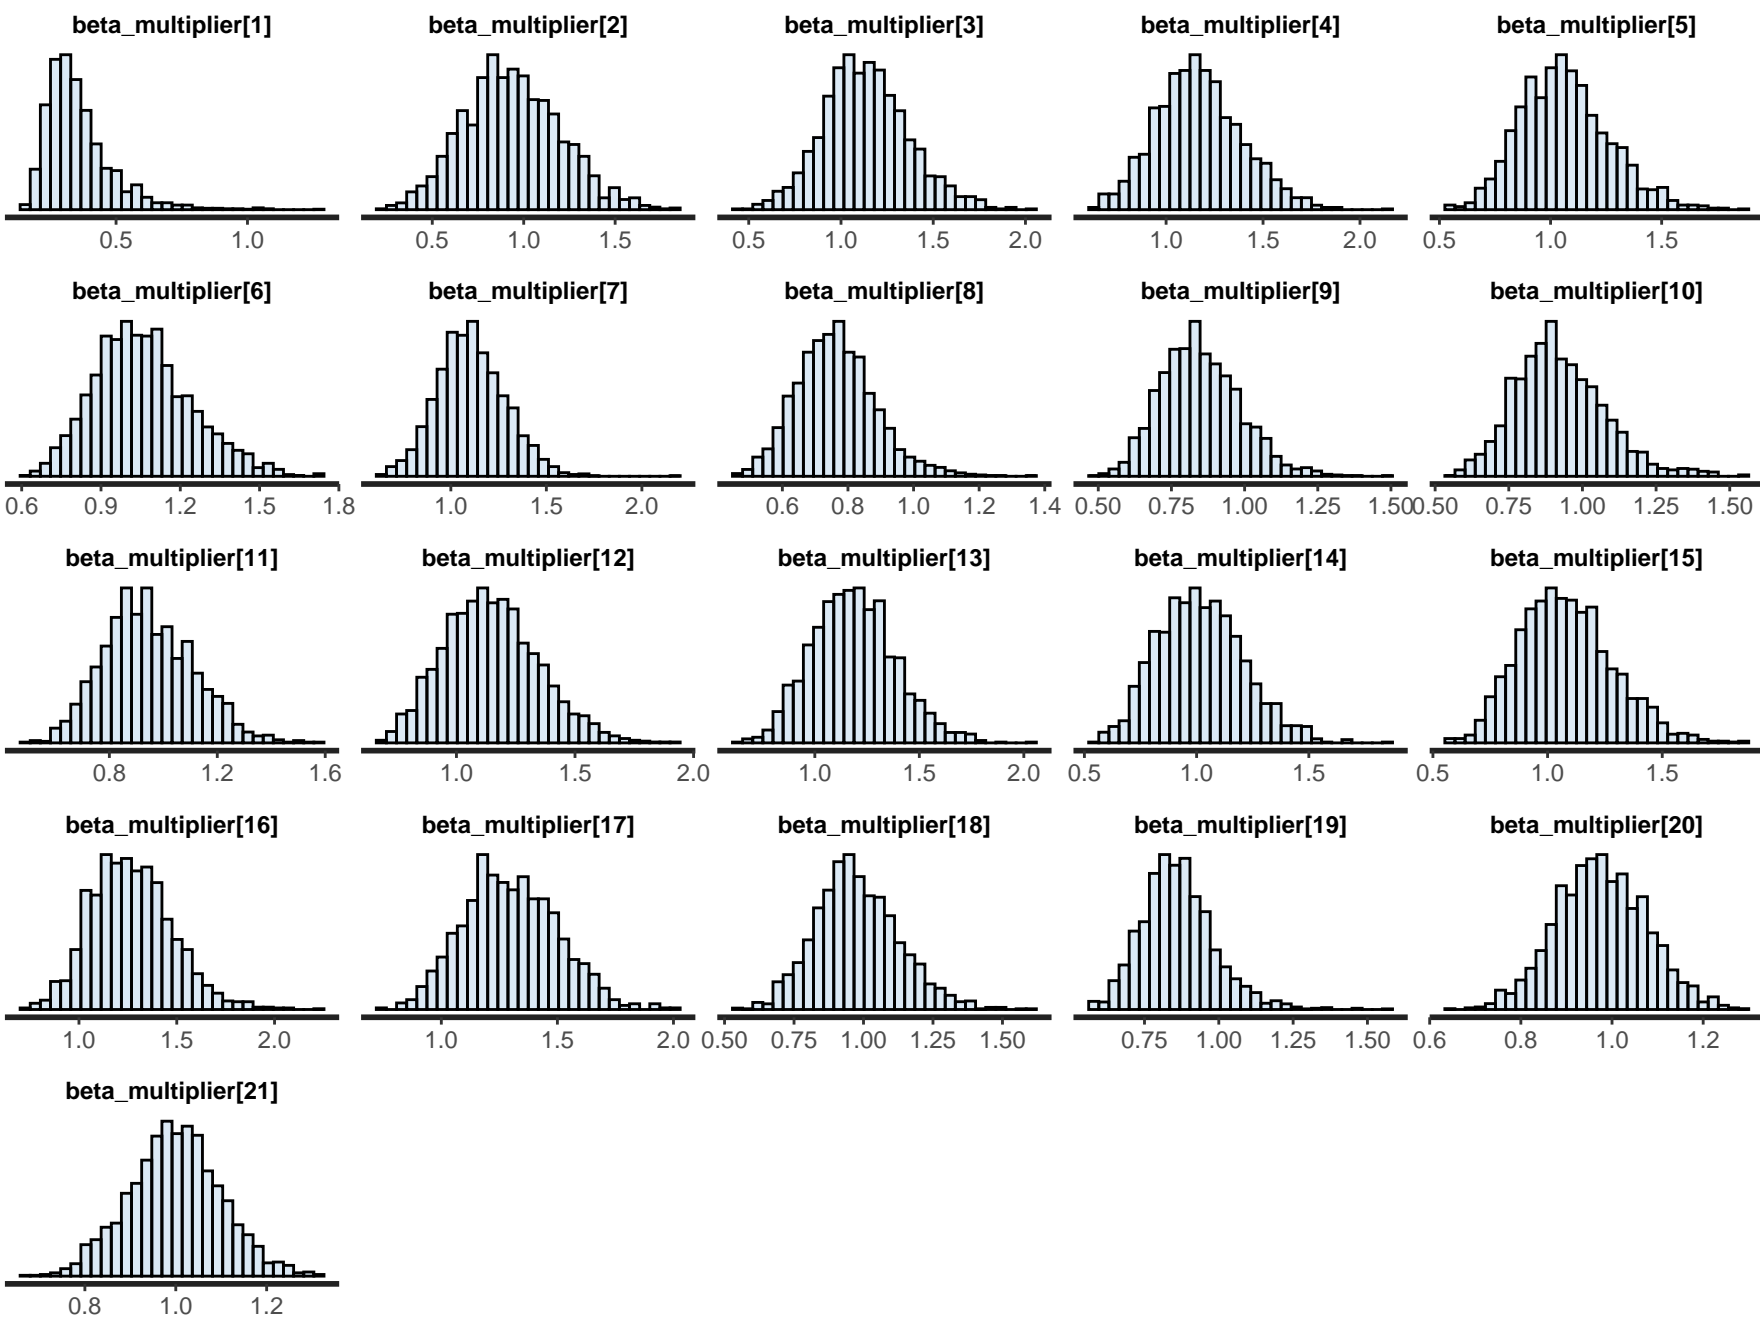 beta_multiplier[1] beta_multiplier[2] beta_multiplier[3] beta_multiplier[4] beta_multiplier[5]
0.5 1.0 0.5 1.0 1.5 0.5 1.0 1.5 2.0 1.0 1.5 2.0 0.5 1.0 1.5
beta_multiplier[6] beta_multiplier[7] beta_multiplier[8] beta_multiplier[9] beta_multiplier[10]
0.6 0.9 1.2 1.5 1.8 1.0 1.5 2.0 0.6 0.8 1.0 1.2 1.4 0.50 0.75 1.00 1.25 1.50 0.50 0.75 1.00 1.25 1.50
beta_multiplier[11] beta_multiplier[12] beta_multiplier[13] beta_multiplier[14] beta_multiplier[15]
0.8 1.2 1.6 1.0 1.5 2.0 1.0 1.5 2.0 0.5 1.0 1.5 0.5 1.0 1.5
beta_multiplier[16] beta_multiplier[17] beta_multiplier[18] beta_multiplier[19] beta_multiplier[20]
1.0 1.5 2.0 1.0 1.5 2.0 0.50 0.75 1.00 1.25 1.50 0.75 1.00 1.25 1.50 0.6 0.8 1.0 1.2
beta_multiplier[21]
0.8 1.0 1.2